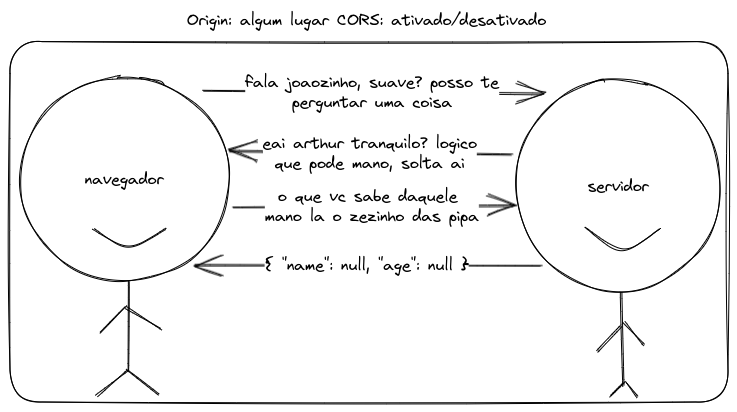 Origin: algum lugar CORS: ativado/desativado
fala joaozinho, suave? posso te
perguntar uma coisa
eai arthur tranquilo? logico
que pode mano, solta ai
navegador
servidor
o que vc sabe daquele
mano la o zezinho das pipa
{ "name": null, "age": null }